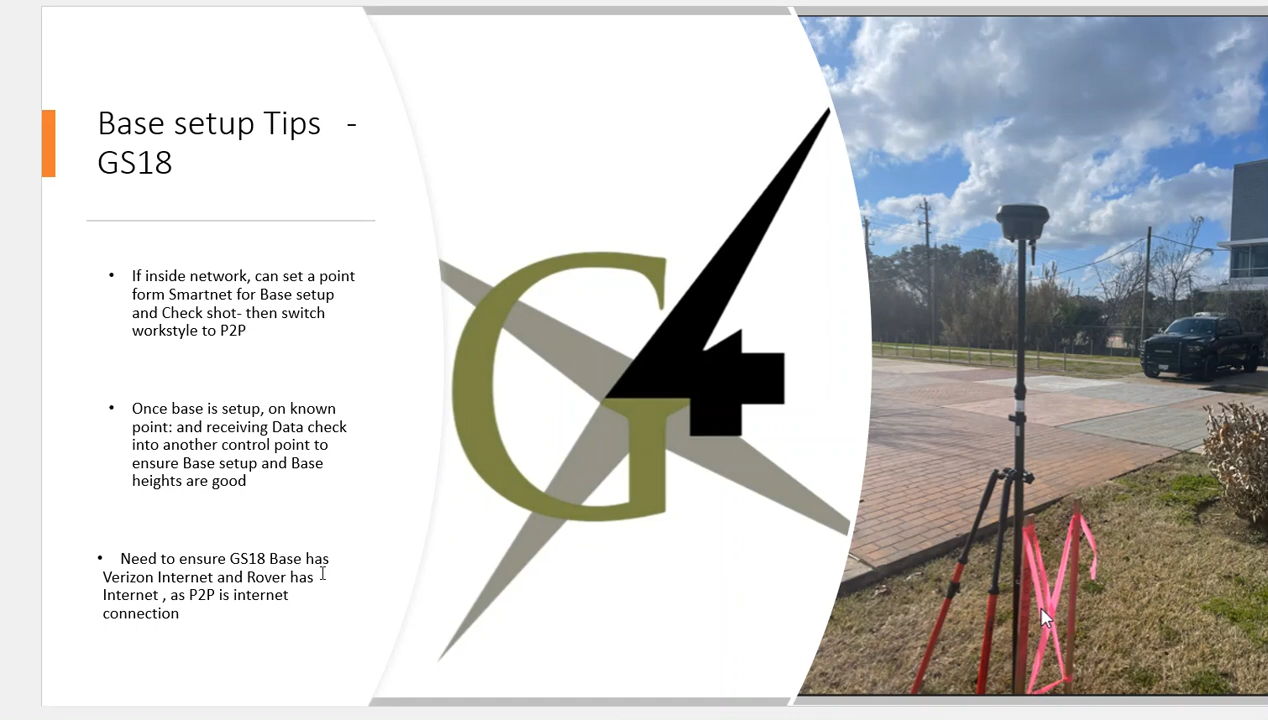 Base setup Tips -
GS18
• If inside network, can set a point
form Smartnet for Base setup
and Check shot- then switch
workstyle to P2P
• Once base is setup, on known
point: and receiving Data check
into another control point to
ensure Base setup and Base
heights are good
• Need to ensure GS18 Base has
Verizon Internet and Rover has
Internet , as P2P is internet
connection
G4